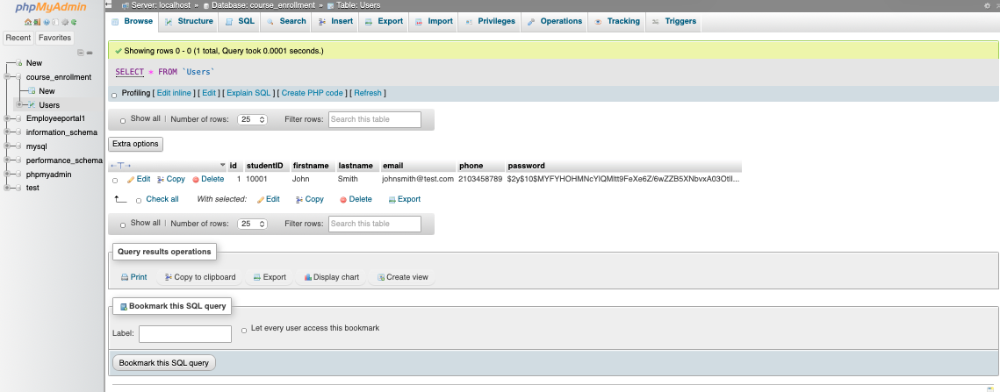 phpMyAdmin
Recent Favorites
New
course_enrollment
New
Users
Employeeportal1
information_schema
mysql
performance_schema
phpmyadmin
test
Server: localhost » Database: course_enrollment » Table: Users
Browse Structure SQL Search Insert Export Import Privileges Operations Tracking Triggers
Showing rows 0 - 0 (1 total, Query took 0.0001 seconds.)
SELECT * FROM `Users`
Profiling [ Edit inline ] [ Edit ] [ Explain SQL ] [ Create PHP code ] [ Refresh ]
Show all | Number of rows: 25 Filter rows: Search this table
Extra options
←T→ id studentID firstname lastname email phone password
Edit Copy Delete 1 10001 John Smith johnsmith@test.com 2103458789
Check all With selected: Edit Copy Delete Export
Show all | Number of rows: 25 Filter rows: Search this table
Query results operations
Print Copy to clipboard Export Display chart Create view
Bookmark this SQL query
Label: Let every user access this bookmark
Bookmark this SQL query